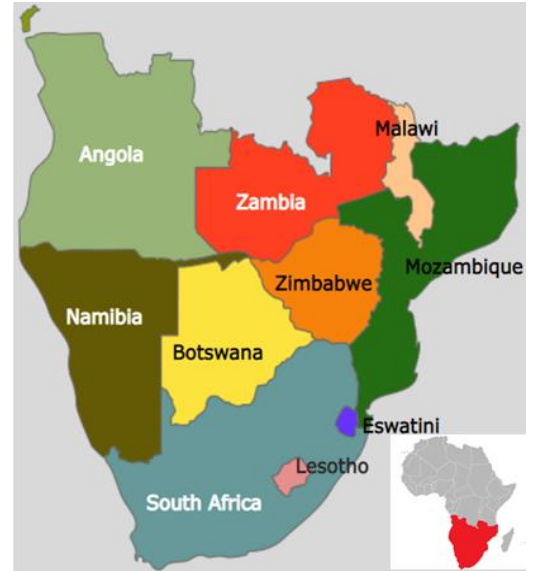 Malawi
Angola
Zambia
Mozambique
Zimbabwe
Namibia
Botswana
Eswatini
Lesotho
South Africa